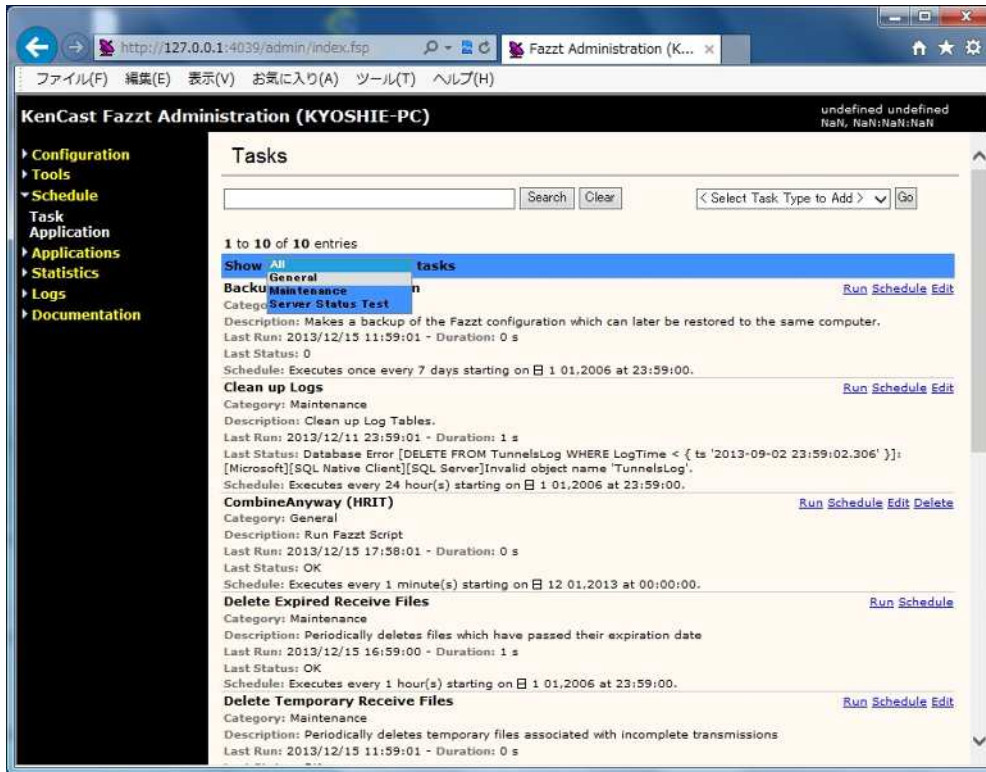 http://127.0.0.1:4039/admin/index.fsp
Fazzt Administration (K...
ファイル(F) 編集(E) 表示(V) お気に入り(A) ツール(T) ヘルプ(H)
KenCast Fazzt Administration (KYOSHIE-PC)
undefined undefined
NaN, NaN:NaN:NaN
Configuration
Tools
Schedule
Task
Application
Applications
Statistics
Logs
Documentation
Tasks
Search Clear < Select Task Type to Add > Go
1 to 10 of 10 entries
Show All tasks
General
Maintenance
Server Status Test
Backu n Run Schedule Edit
Catego
Description: Makes a backup of the Fazzt configuration which can later be restored to the same computer.
Last Run: 2013/12/15 11:59:01 - Duration: 0 s
Last Status: 0
Schedule: Executes once every 7 days starting on 日 1 01,2006 at 23:59:00.
Clean up Logs Run Schedule Edit
Category: Maintenance
Description: Clean up Log Tables.
Last Run: 2013/12/11 23:59:01 - Duration: 1 s
Last Status: Database Error [DELETE FROM TunnelsLog WHERE LogTime < { ts '2013-09-02 23:59:02.306' }]:
[Microsoft][SQL Native Client][SQL Server]Invalid object name 'TunnelsLog'.
Schedule: Executes every 24 hour(s) starting on 日 1 01,2006 at 23:59:00.
CombineAnyway (HRIT) Run Schedule Edit Delete
Category: General
Description: Run Fazzt Script
Last Run: 2013/12/15 17:58:01 - Duration: 0 s
Last Status: OK
Schedule: Executes every 1 minute(s) starting on 日 12 01,2013 at 00:00:00.
Delete Expired Receive Files Run Schedule
Category: Maintenance
Description: Periodically deletes files which have passed their expiration date
Last Run: 2013/12/15 16:59:00 - Duration: 1 s
Last Status: OK
Schedule: Executes every 1 hour(s) starting on 日 1 01,2006 at 23:59:00.
Delete Temporary Receive Files Run Schedule Edit
Category: Maintenance
Description: Periodically deletes temporary files associated with incomplete transmissions
Last Run: 2013/12/15 11:59:01 - Duration: 0 s